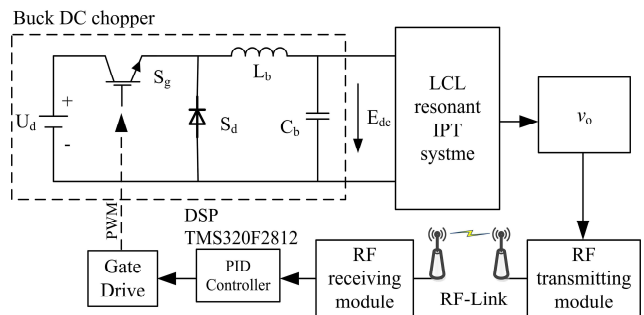 Buck DC chopper
S_g
L_b
U_d
+
-
S_d
C_b
E_dc
LCL
resonant
IPT
systme
v_o
PWM
DSP
TMS320F2812
Gate
Drive
PID
Controller
RF
receiving
module
RF-Link
RF
transmitting
module